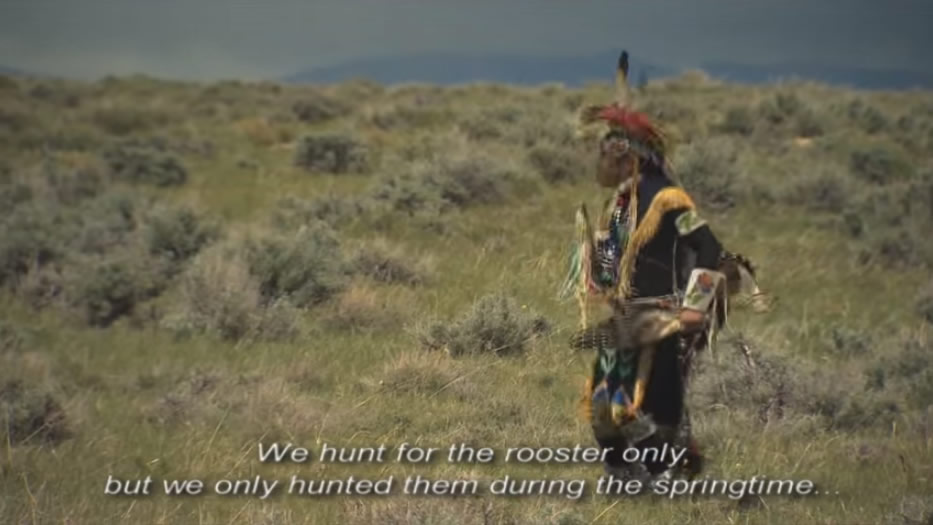 We hunt for the rooster only,
but we only hunted them during the springtime...